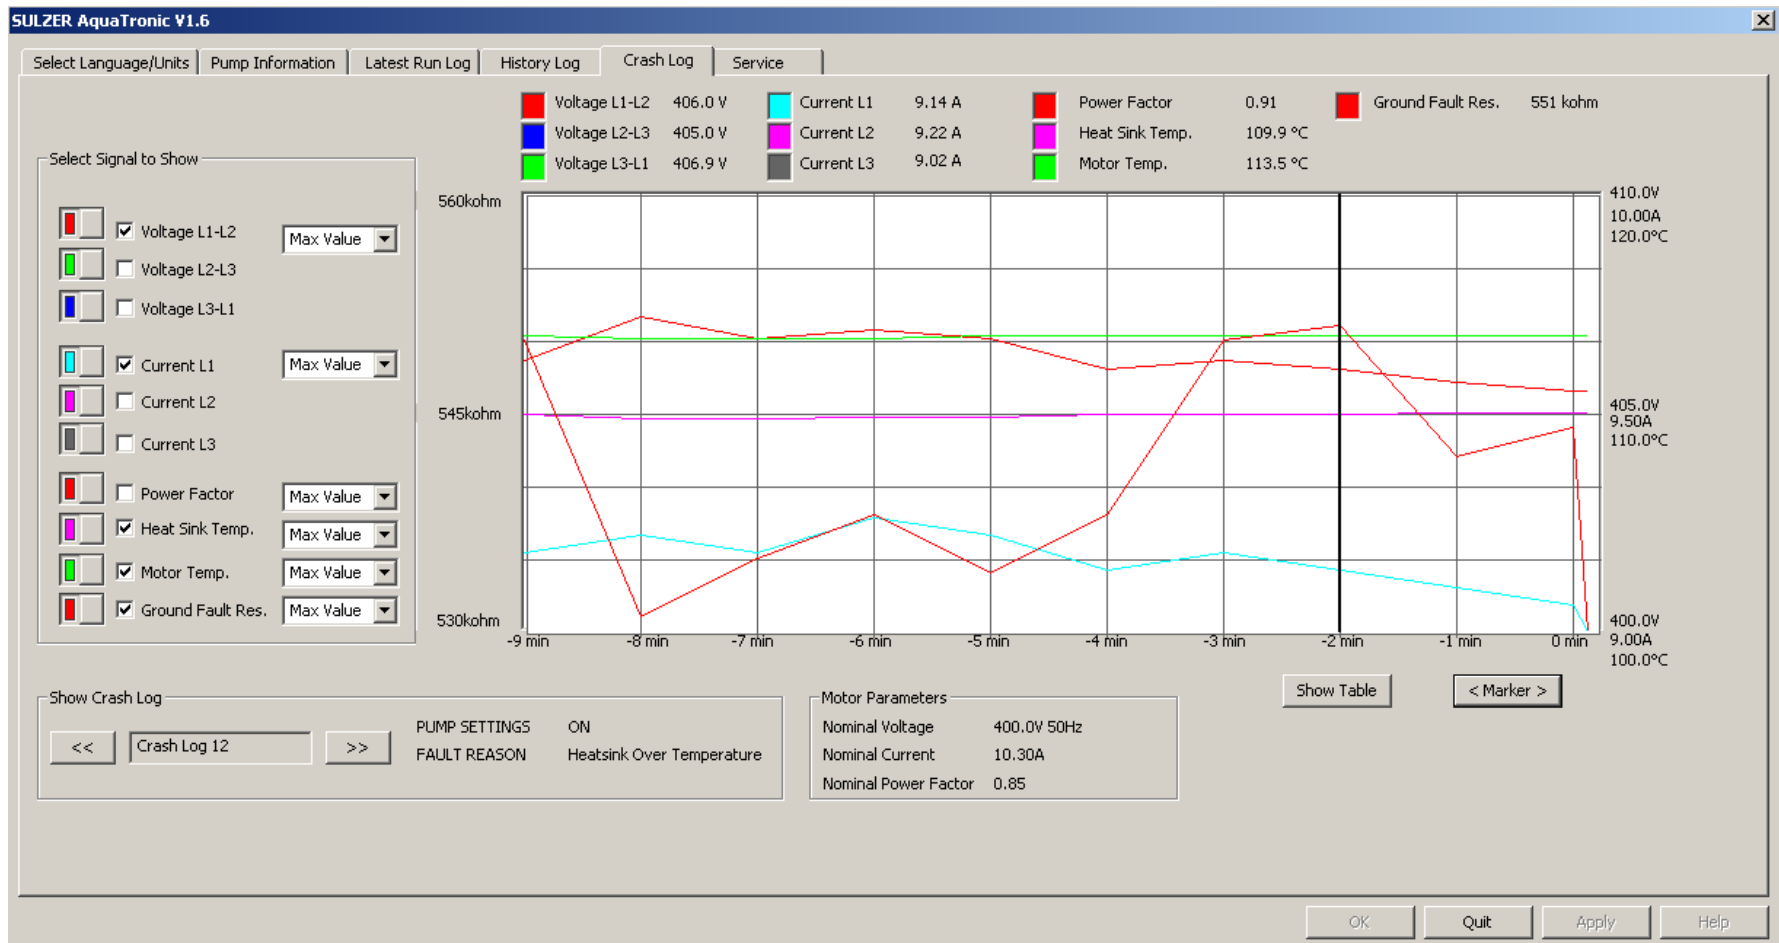 SULZER AquaTronic V1.6
Select Language/Units Pump Information Latest Run Log History Log Crash Log Service
Voltage L1-L2 406.0 V Current L1 9.14 A Power Factor 0.91 Ground Fault Res. 551 kohm
Voltage L2-L3 405.0 V Current L2 9.22 A Heat Sink Temp. 109.9 °C
Voltage L3-L1 406.9 V Current L3 9.02 A Motor Temp. 113.5 °C
Select Signal to Show
Voltage L1-L2 Max Value
Voltage L2-L3
Voltage L3-L1
Current L1 Max Value
Current L2
Current L3
Power Factor Max Value
Heat Sink Temp. Max Value
Motor Temp. Max Value
Ground Fault Res. Max Value
560kohm
545kohm
530kohm
410.0V
10.00A
120.0°C
405.0V
9.50A
110.0°C
400.0V
9.00A
100.0°C
-9 min -8 min -7 min -6 min -5 min -4 min -3 min -2 min -1 min 0 min
Show Table < Marker >
Show Crash Log
<< Crash Log 12 >>
PUMP SETTINGS ON
FAULT REASON Heatsink Over Temperature
Motor Parameters
Nominal Voltage 400.0V 50Hz
Nominal Current 10.30A
Nominal Power Factor 0.85
OK Quit Apply Help